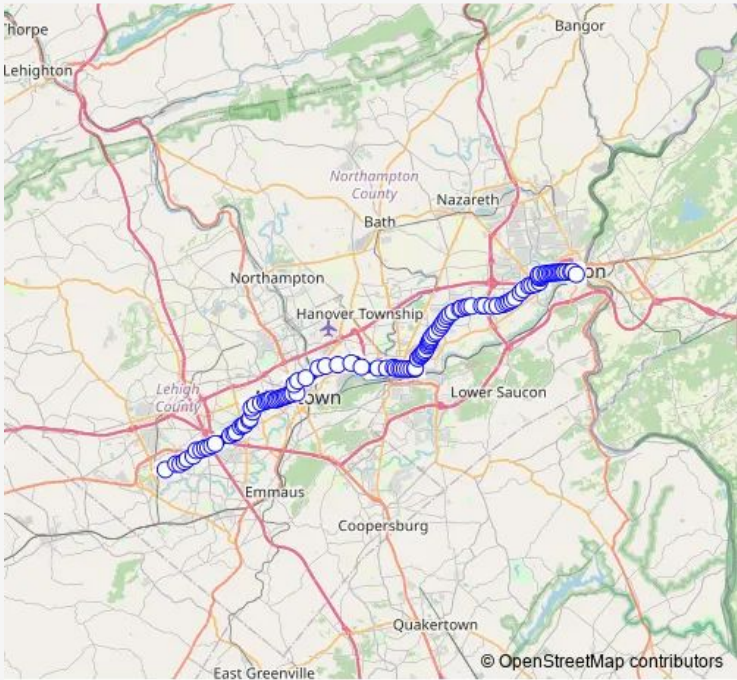 Bangor
Lehighton
Northampton
County
Nazareth
Bath
Northampton
Hanover Township
Lehigh
County
Lower Saucon
Emmaus
Coopersburg
Quakertown
East Greenville
© OpenStreetMap contributors